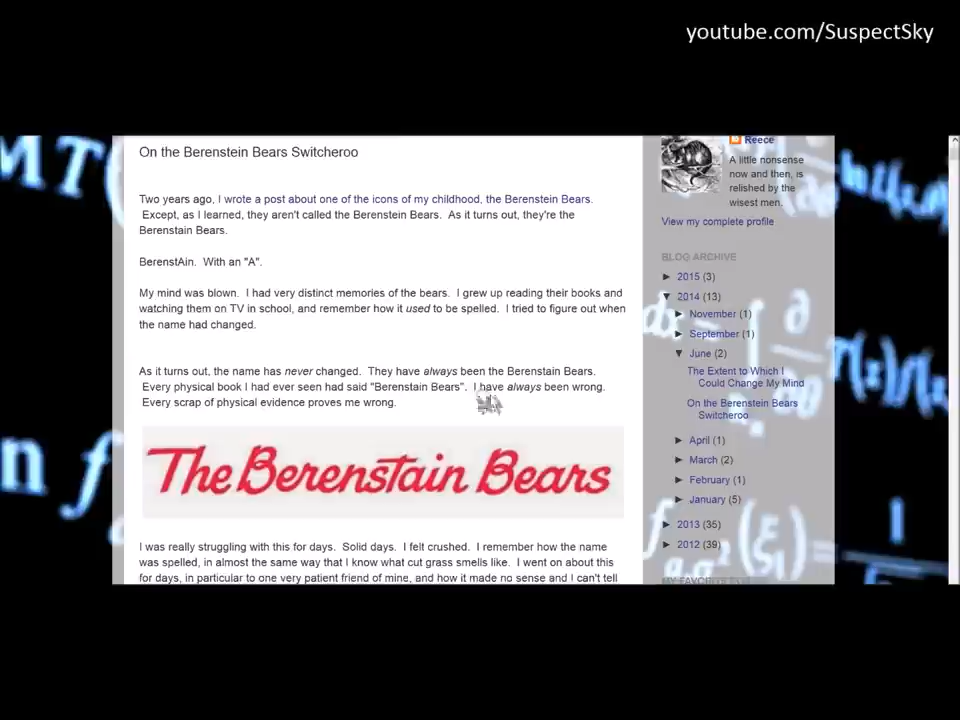 youtube.com/SuspectSky
On the Berenstein Bears Switcheroo
Two years ago, I wrote a post about one of the icons of my childhood, the Berenstein Bears.
Except, as I learned, they aren't called the Berenstein Bears. As it turns out, they're the
Berenstain Bears.
BerenstAin. With an "A".
My mind was blown. I had very distinct memories of the bears. I grew up reading their books and
watching them on TV in school, and remember how it used to be spelled. I tried to figure out when
the name had changed.
As it turns out, the name has never changed. They have always been the Berenstain Bears.
Every physical book I had ever seen had said "Berenstain Bears". I have always been wrong.
Every scrap of physical evidence proves me wrong.
The Berenstain Bears
I was really struggling with this for days. Solid days. I felt crushed. I remember how the name
was spelled, in almost the same way that I know what cut grass smells like. I went on about this
for days, in particular to one very patient friend of mine, and how it made no sense and I can't tell
Reece
A little nonsense
now and then, is
relished by the
wisest men.
View my complete profile
BLOG ARCHIVE
► 2015 (3)
▼ 2014 (13)
► November (1)
► September (1)
▼ June (2)
The Extent to Which I
Could Change My Mind
On the Berenstein Bears
Switcheroo
► April (1)
► March (2)
► February (1)
► January (5)
► 2013 (35)
► 2012 (39)